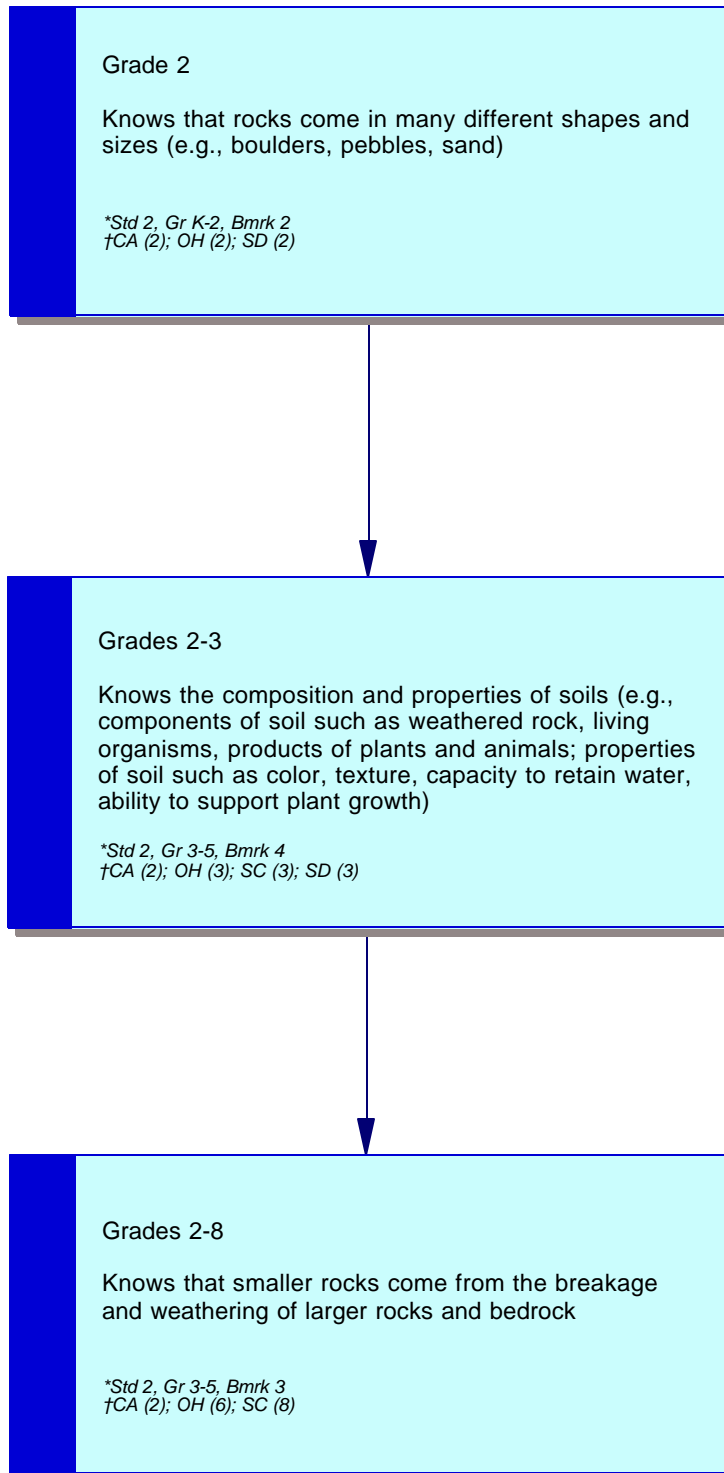 Grade 2
Knows that rocks come in many different shapes and
sizes (e.g., boulders, pebbles, sand)
*Std 2, Gr K-2, Bmrk 2
†CA (2); OH (2); SD (2)
Grades 2-3
Knows the composition and properties of soils (e.g.,
components of soil such as weathered rock, living
organisms, products of plants and animals; properties
of soil such as color, texture, capacity to retain water,
ability to support plant growth)
*Std 2, Gr 3-5, Bmrk 4
†CA (2); OH (3); SC (3); SD (3)
Grades 2-8
Knows that smaller rocks come from the breakage
and weathering of larger rocks and bedrock
*Std 2, Gr 3-5, Bmrk 3
†CA (2); OH (6); SC (8)